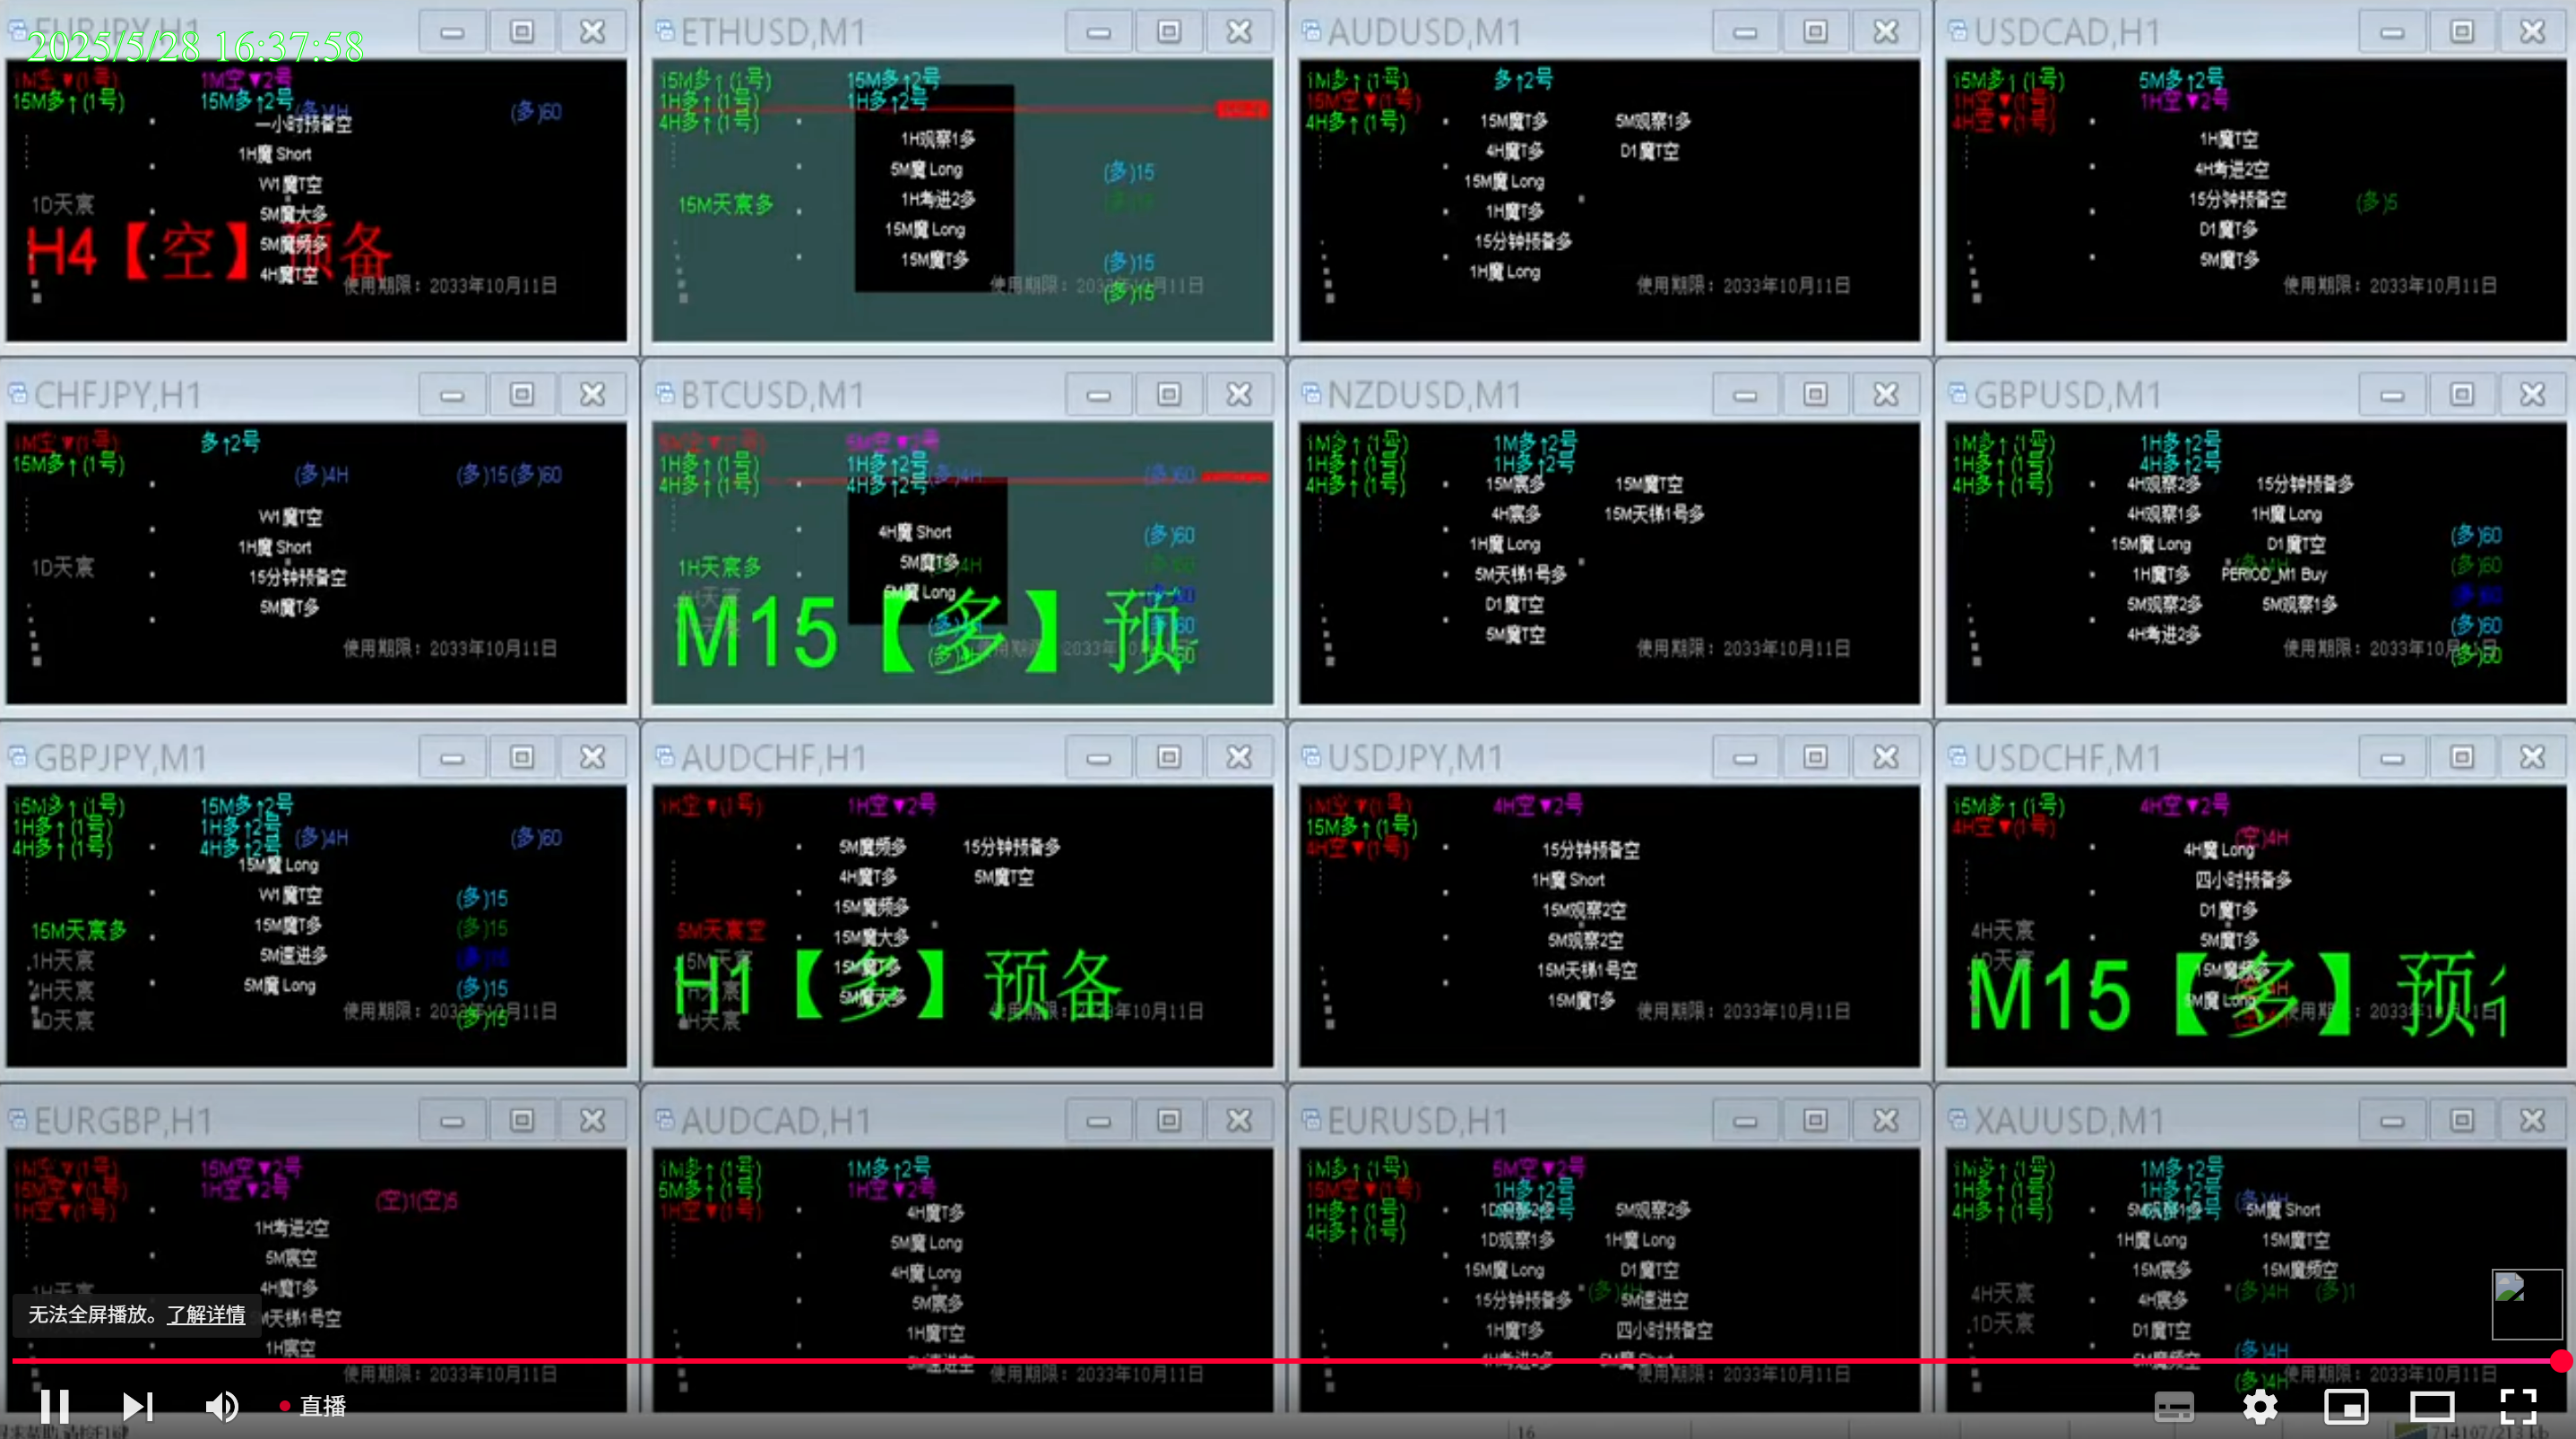 EURJPY,H1
2025/5/28 16:37:58
1M空▼(1号) 1M空▼2号
15M多↑(1号) 15M多↑2号
(多)4H (多)60
一小时预备空
1H魔 Short
W1魔T空
1D天宸
5M魔大多
H4【空】预备
5M魔频多
4H魔T空
使用期限：2033年10月11日
ETHUSD,M1
15M多↑(1号) 15M多↑2号
1H多↑(1号) 1H多↑2号
4H多↑(1号)
1H观察1多
5M魔 Long (多)15
1H考进2多
15M天宸多
15M魔 Long
15M魔T多 (多)15
使用期限：2033年10月11日
(多)15
AUDUSD,M1
1M多↑(1号) 多↑2号
15M空▼(1号)
4H多↑(1号)
15M魔T多 5M观察1多
4H魔T多 D1魔T空
15M魔 Long
1H魔T多
15分钟预备多
1H魔 Long
使用期限：2033年10月11日
USDCAD,H1
15M多↑(1号) 5M多↑2号
1H空▼(1号) 1H空▼2号
4H空▼(1号)
1H魔T空
4H考进2空
15分钟预备空 (多)5
D1魔T多
5M魔T多
使用期限：2033年10月11日
CHFJPY,H1
1M空▼(1号) 多↑2号
15M多↑(1号)
(多)4H (多)15(多)60
W1魔T空
1H魔 Short
1D天宸
15分钟预备空
5M魔T多
使用期限：2033年10月11日
BTCUSD,M1
5M空▼(1号) 5M空▼2号
1H多↑(1号) 1H多↑2号
4H多↑(1号) 4H多↑2号
(多)4H (多)60
4H魔 Short (多)60
5M魔T多
1H天宸多
5M魔 Long
M15【多】预
(多)60
NZDUSD,M1
1M多↑(1号) 1M多↑2号
1H多↑(1号) 1H多↑2号
4H多↑(1号)
15M宸多 15M魔T空
4H宸多 15M天梯1号多
1H魔 Long
5M天梯1号多
D1魔T空
5M魔T空
使用期限：2033年10月11日
GBPUSD,M1
1M多↑(1号) 1H多↑2号
1H多↑(1号) 4H多↑2号
4H多↑(1号)
4H观察2多 15分钟预备多
4H观察1多 1H魔 Long
15M魔 Long D1魔T空 (多)60
1H魔T多 PERIOD_M1 Buy (多)60
5M观察2多 5M观察1多 (多)60
4H考进2多 (多)60
使用期限：2033年10月11日
(多)60
GBPJPY,M1
15M多↑(1号) 15M多↑2号
1H多↑(1号) 1H多↑2号
4H多↑(1号) 4H多↑2号
(多)4H (多)60
15M魔 Long
W1魔T空 (多)15
15M魔T多 (多)15
15M天宸多
5M速进多 (多)15
1H天宸
5M魔 Long (多)15
4H天宸
使用期限：2033年10月11日
1D天宸 (多)15
AUDCHF,H1
1H空▼(1号) 1H空▼2号
5M魔频多 15分钟预备多
4H魔T多 5M魔T空
15M魔频多
5M天宸空
15M魔大多
15M天宸
15M魔T多
H1【多】预备
5M魔大多
4H天宸
使用期限：2033年10月11日
USDJPY,M1
1M空▼(1号) 4H空▼2号
15M多↑(1号)
4H空▼(1号)
15分钟预备空
1H魔 Short
15M观察2空
5M观察2空
15M天梯1号空
15M魔T多
使用期限：2033年10月11日
USDCHF,M1
15M多↑(1号) 4H空▼2号
4H空▼(1号)
(空)4H
4H魔 Long
四小时预备多
D1魔T多
4H天宸
5M魔T多
1D天宸
15M魔频多
M15【多】预
5M魔 Long
EURGBP,H1
1M空▼(1号) 15M空▼2号
15M空▼(1号) 1H空▼2号
1H空▼(1号)
(空)1(空)5
1H考进2空
5M宸空
4H魔T多
1H天宸
天梯1号空
1H宸空
使用期限：2033年10月11日
AUDCAD,H1
1M多↑(1号) 1M多↑2号
5M多↑(1号) 1H空▼2号
1H空▼(1号)
4H魔T多
5M魔 Long
4H魔 Long
5M宸多
1H魔T空
5M速进空
使用期限：2033年10月11日
EURUSD,H1
1M多↑(1号) 5M空▼2号
15M空▼(1号) 1H多↑2号
1H多↑(1号)
4H多↑(1号)
1D观察2多 5M观察2多
1D观察1多 1H魔 Long
15M魔 Long D1魔T空
15分钟预备多 5M速进空
1H魔T多 四小时预备空
4H考进2多 5M魔 Short
使用期限：2033年10月11日
XAUUSD,M1
1M多↑(1号) 1M多↑2号
1H多↑(1号) 1H多↑2号
4H多↑(1号)
(多)4H
5M观察1多 5M魔 Short
1H魔 Long 15M魔T空
15M宸多 15M魔频空
4H天宸 (多)4H (多)1
4H宸多
1D天宸
D1魔T空
(多)4H
5M魔频空
使用期限：2033年10月11日
(多)4H
无法全屏播放。了解详情
直播
16
714107/213 kb